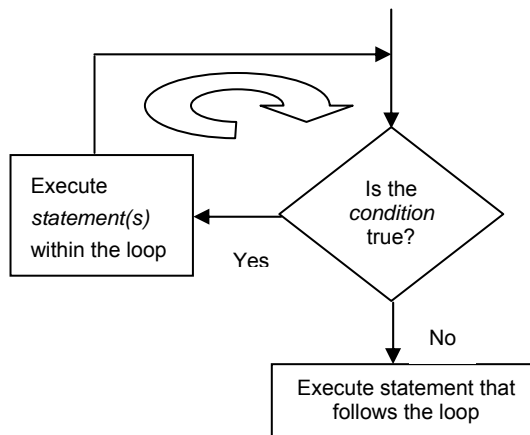 Is the
condition
true?
Execute
statement(s)
within the loop
Yes
No
Execute statement that
follows the loop